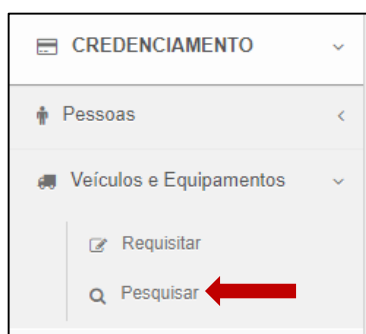 CREDENCIAMENTO
Pessoas
Veículos e Equipamentos
Requisitar
Pesquisar